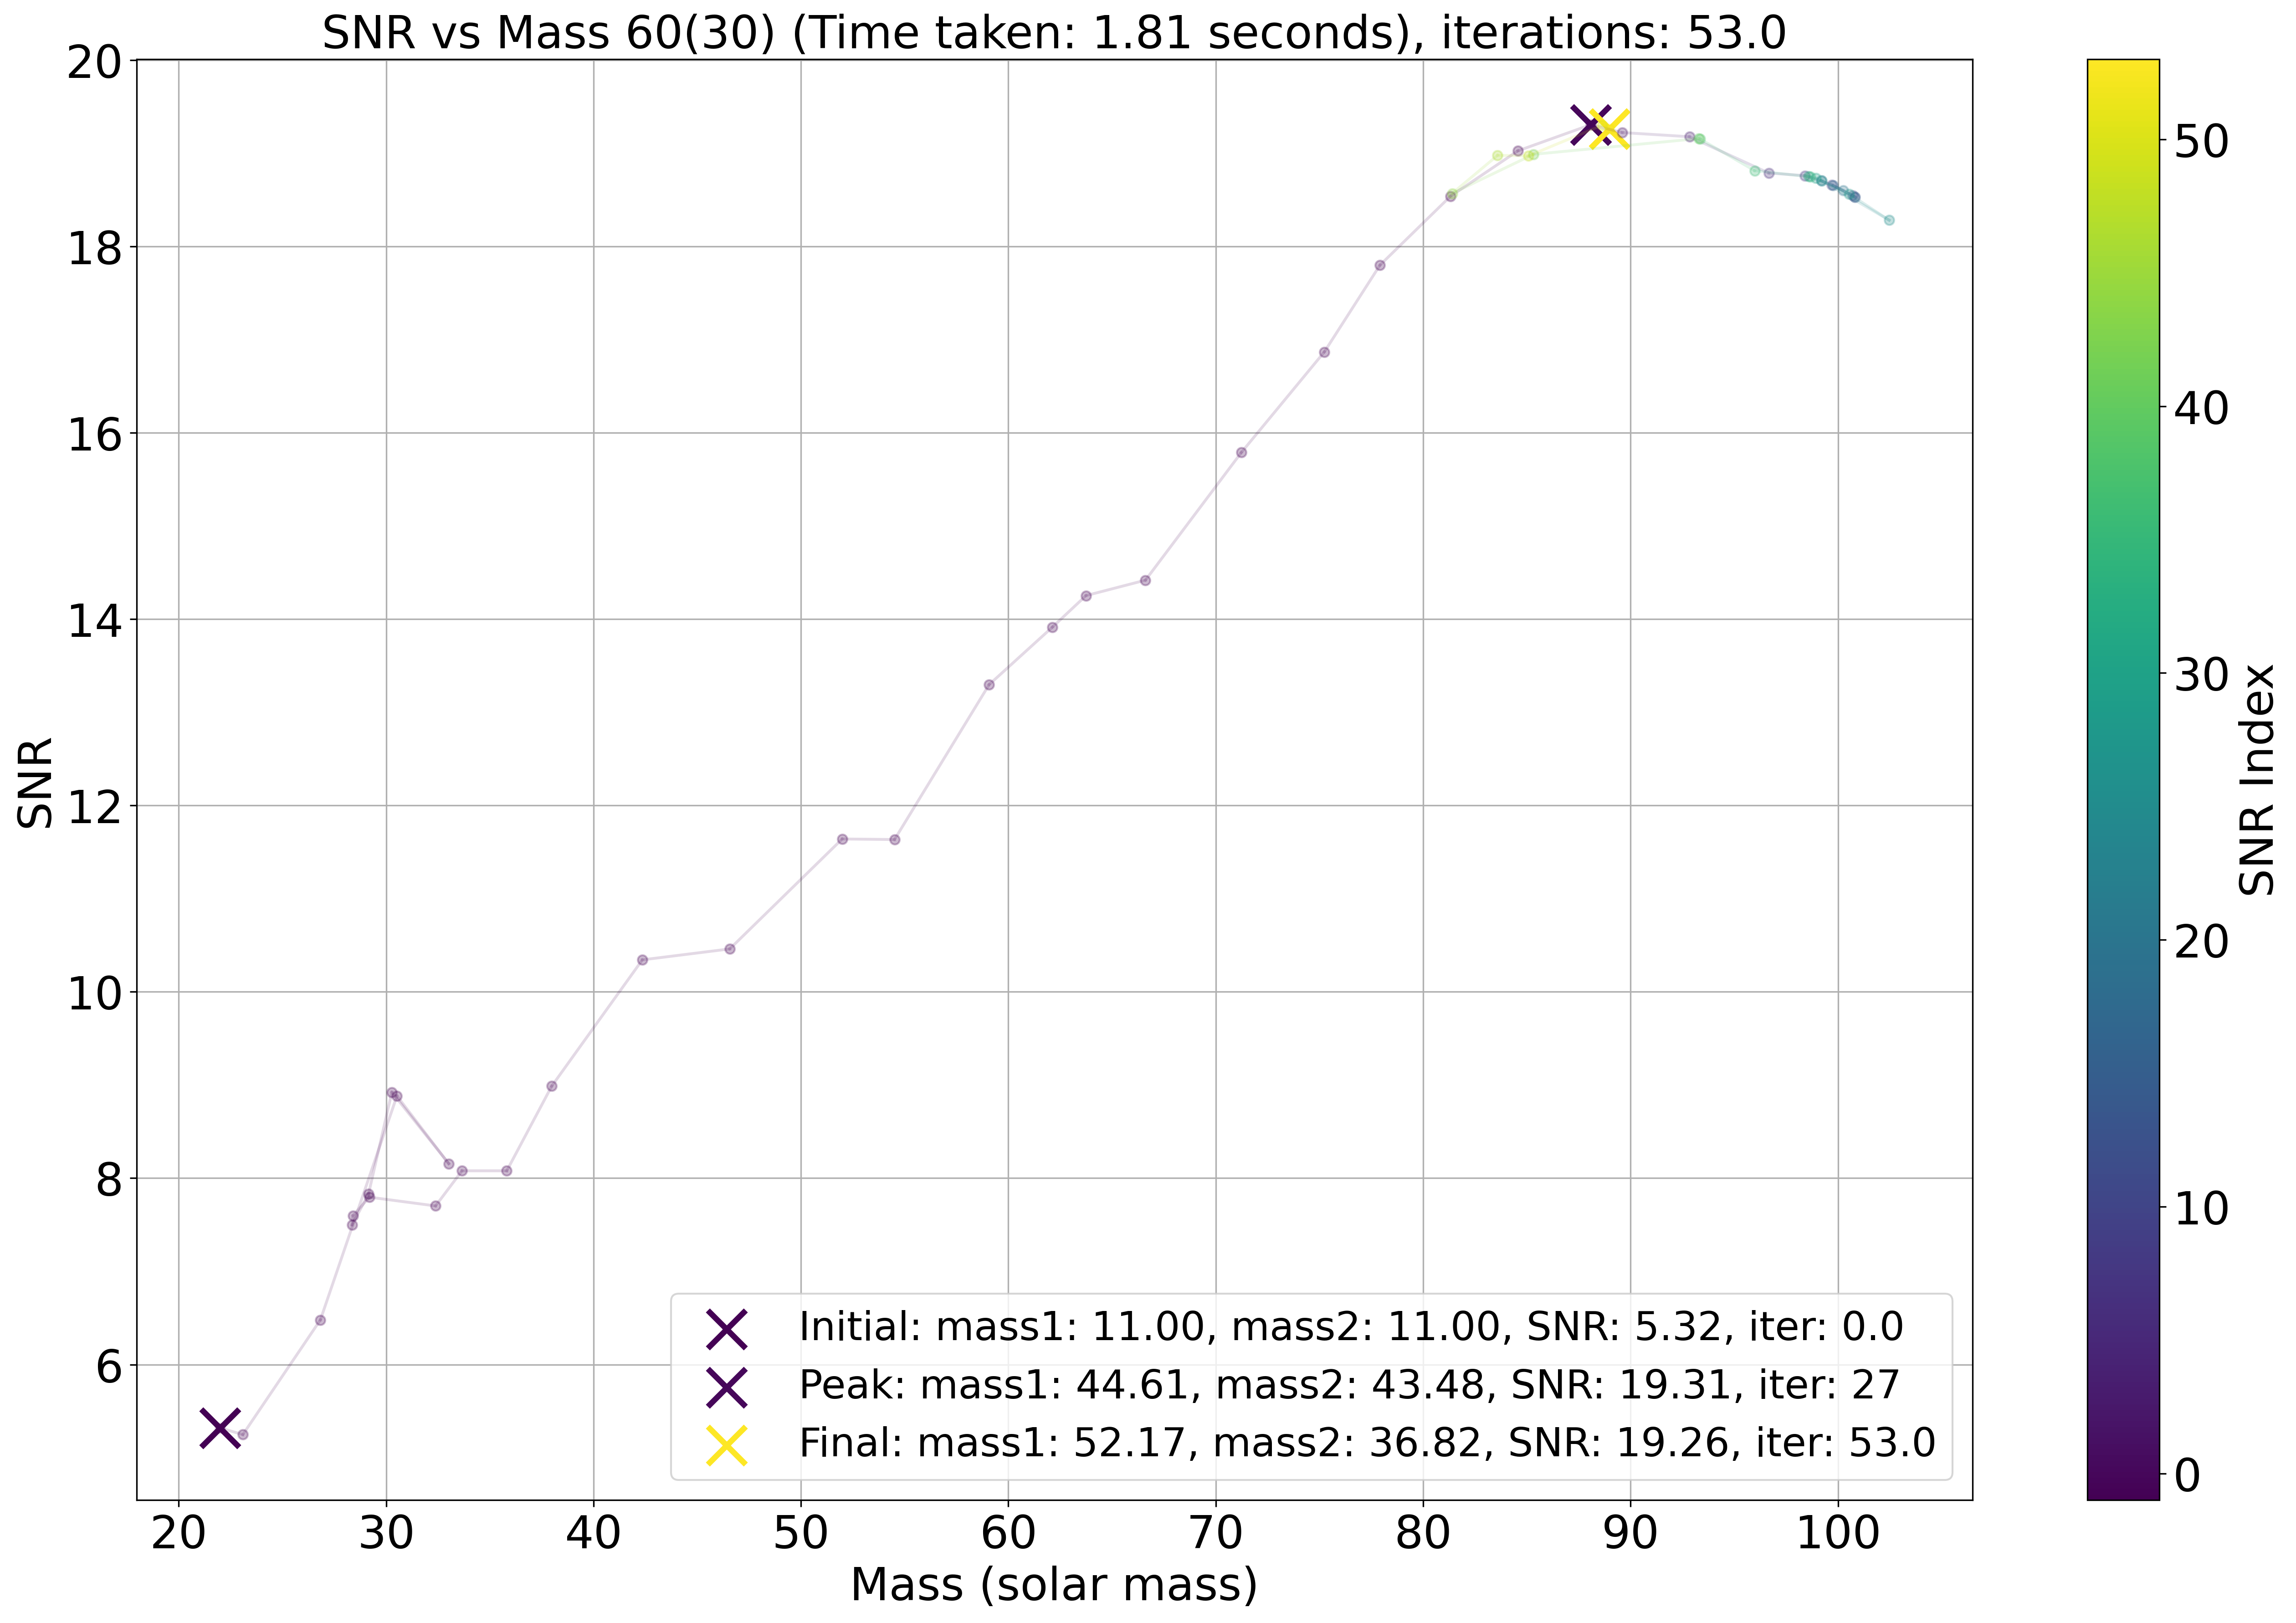 SNR vs Mass 60(30) (Time taken: 1.81 seconds), iterations: 53.0
20
18
16
14
12
10
8
6
SNR
20 30 40 50 60 70 80 90 100
Mass (solar mass)
Initial: mass1: 11.00, mass2: 11.00, SNR: 5.32, iter: 0.0
Peak: mass1: 44.61, mass2: 43.48, SNR: 19.31, iter: 27
Final: mass1: 52.17, mass2: 36.82, SNR: 19.26, iter: 53.0
50
40
30
20
10
0
SNR Index